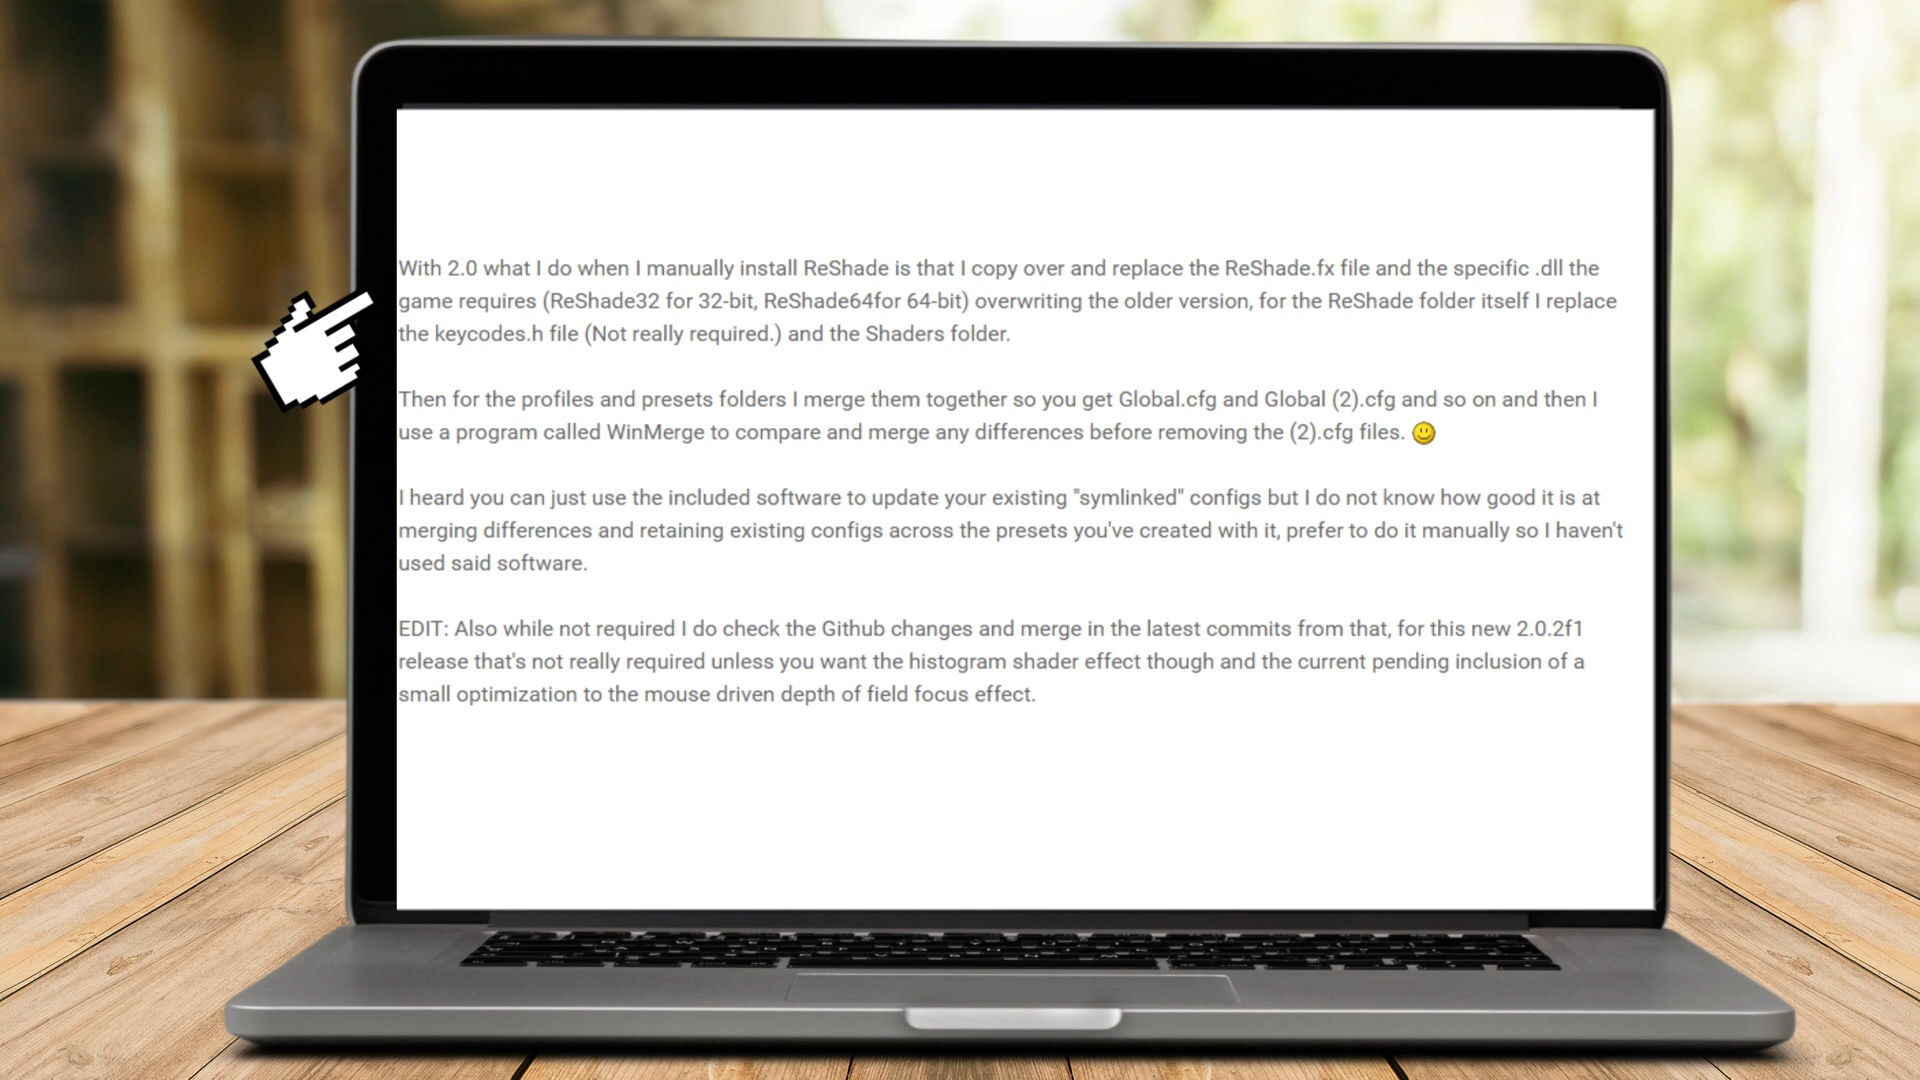 With 2.0 what I do when I manually install ReShade is that I copy over and replace the ReShade.fx file and the specific .dll the
game requires (ReShade32 for 32-bit, ReShade64for 64-bit) overwriting the older version, for the ReShade folder itself I replace
the keycodes.h file (Not really required.) and the Shaders folder.
Then for the profiles and presets folders I merge them together so you get Global.cfg and Global (2).cfg and so on and then I
use a program called WinMerge to compare and merge any differences before removing the (2).cfg files.
I heard you can just use the included software to update your existing "symlinked" configs but I do not know how good it is at
merging differences and retaining existing configs across the presets you've created with it, prefer to do it manually so I haven't
used said software.
EDIT: Also while not required I do check the Github changes and merge in the latest commits from that, for this new 2.0.2f1
release that's not really required unless you want the histogram shader effect though and the current pending inclusion of a
small optimization to the mouse driven depth of field focus effect.